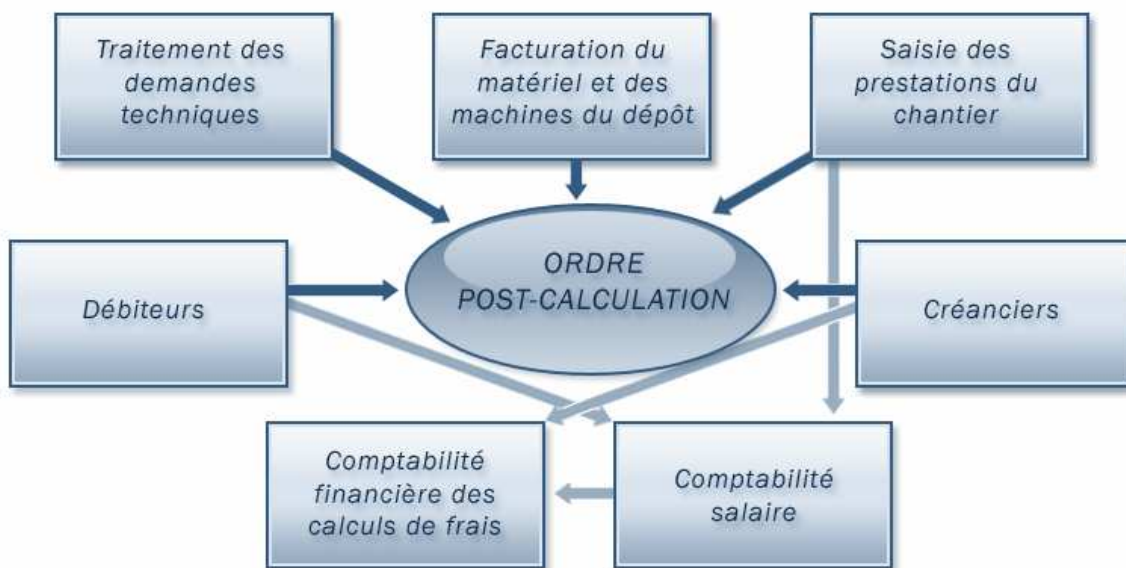 Traitement des
demandes
techniques
Facturation du
matériel et des
machines du dépôt
Saisie des
prestations du
chantier
Débiteurs
ORDRE
POST-CALCULATION
Créanciers
Comptabilité
financière des
calculs de frais
Comptabilité
salaire